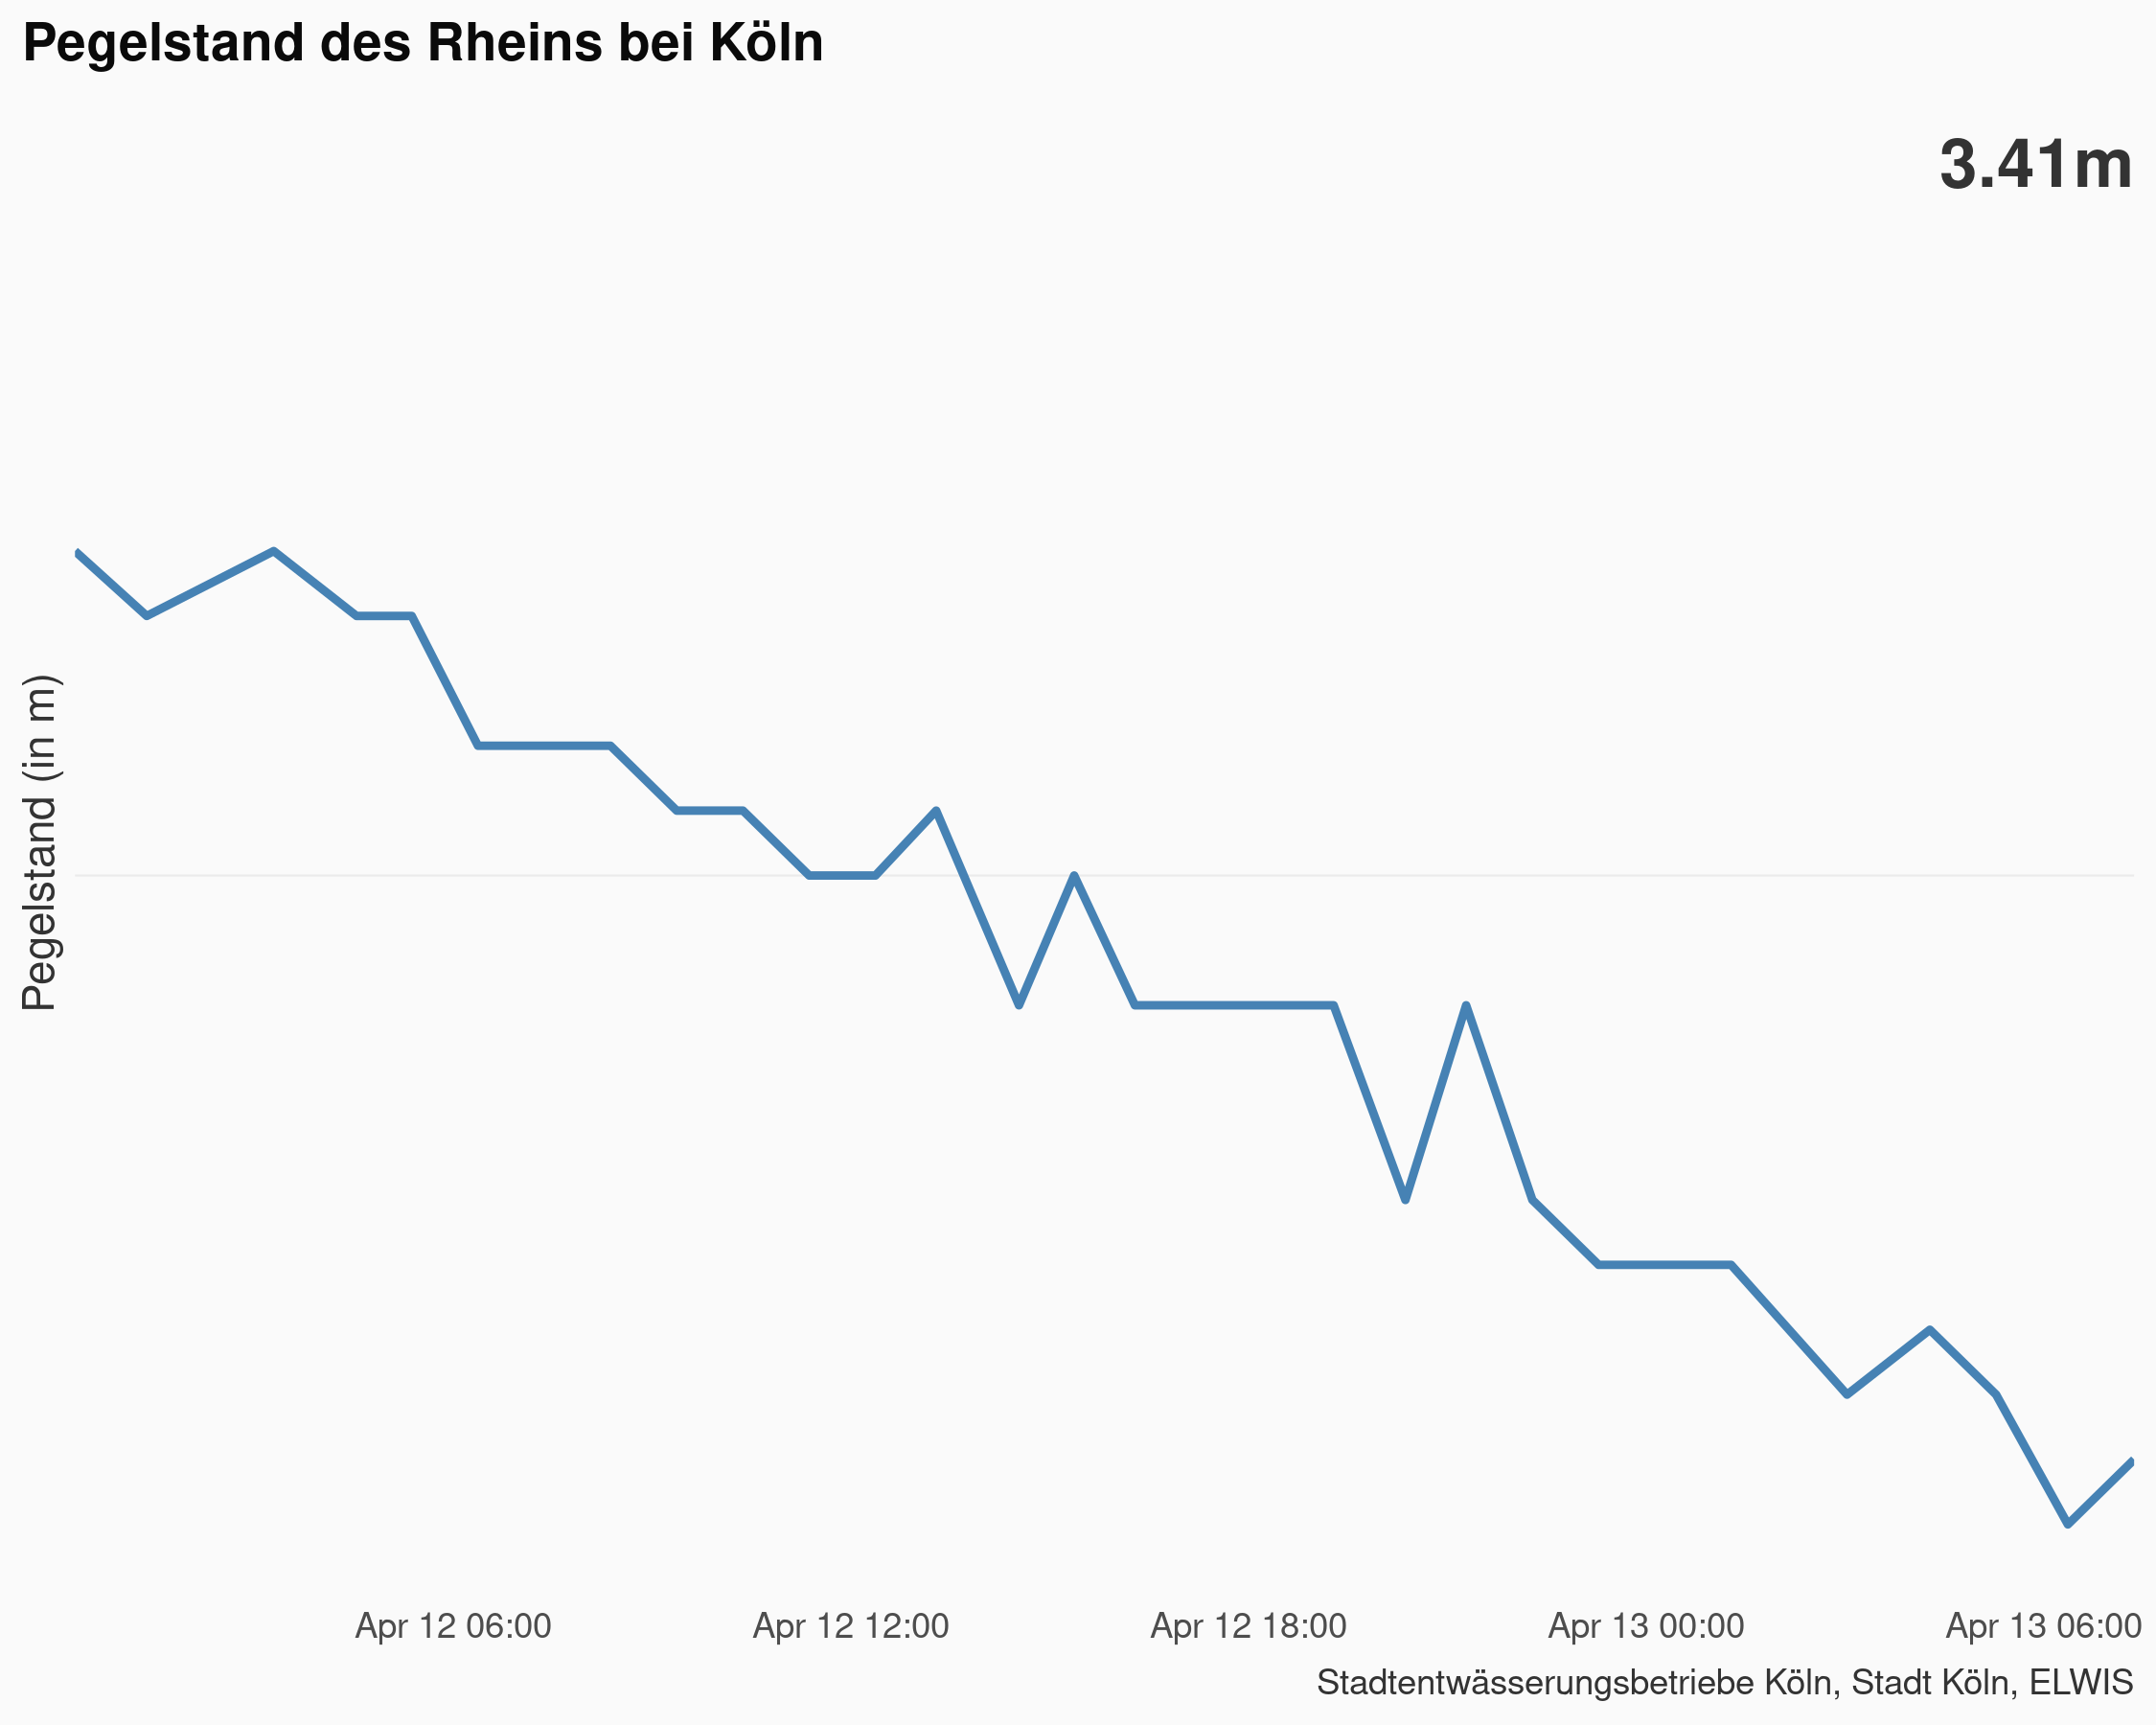 Pegelstand des Rheins bei Köln
3.41m
Pegelstand (in m)
Apr 12 06:00
Apr 12 12:00
Apr 12 18:00
Apr 13 00:00
Apr 13 06:00
Stadtentwässerungsbetriebe Köln, Stadt Köln, ELWIS